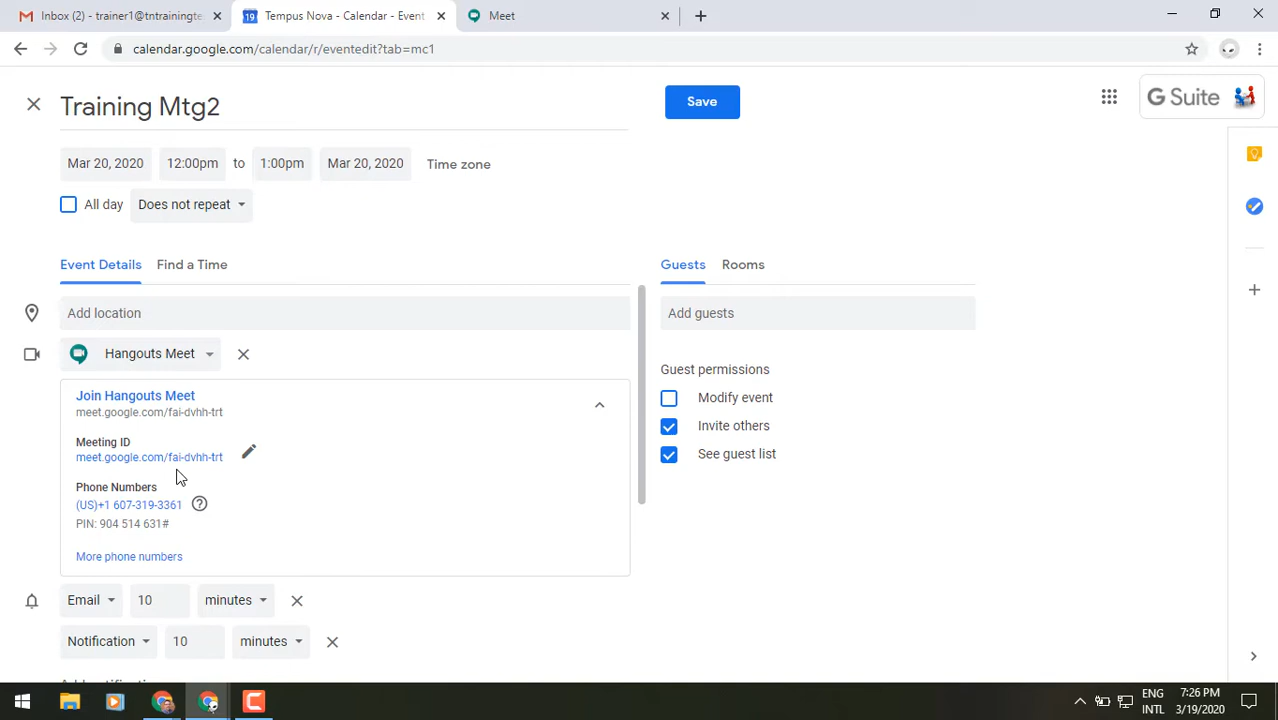 Inbox (2) - trainer1@tntrainingte
Tempus Nova - Calendar - Event
Meet
calendar.google.com/calendar/r/eventedit?tab=mc1
Training Mtg2
Save
G Suite
Mar 20, 2020 12:00pm to 1:00pm Mar 20, 2020 Time zone
All day Does not repeat
Event Details Find a Time
Guests Rooms
Add location
Add guests
Hangouts Meet
Guest permissions
Join Hangouts Meet
meet.google.com/fai-dvhh-trt
Modify event
Invite others
See guest list
Meeting ID
meet.google.com/fai-dvhh-trt
Phone Numbers
(US)+1 607-319-3361
PIN: 904 514 631#
More phone numbers
Email 10 minutes
Notification 10 minutes
Add notification
ENG
INTL
7:26 PM
3/19/2020